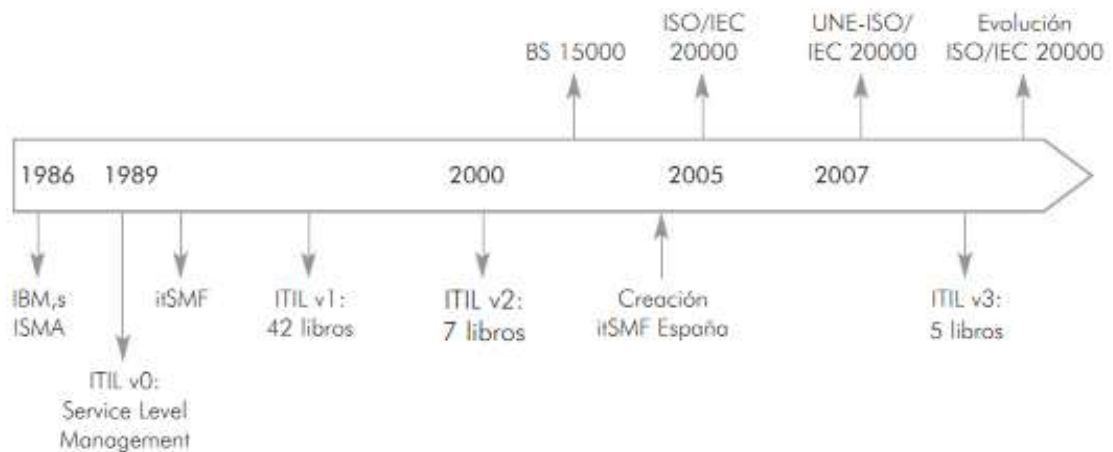 BS 15000
ISO/IEC
20000
UNE-ISO/
IEC 20000
Evolución
ISO/IEC 20000
1986
1989
2000
2005
2007
IBM,s
ISMA
ITIL v0:
Service Level
Management
itSMF
ITIL v1:
42 libros
ITIL v2:
7 libros
Creación
itSMF España
ITIL v3:
5 libros